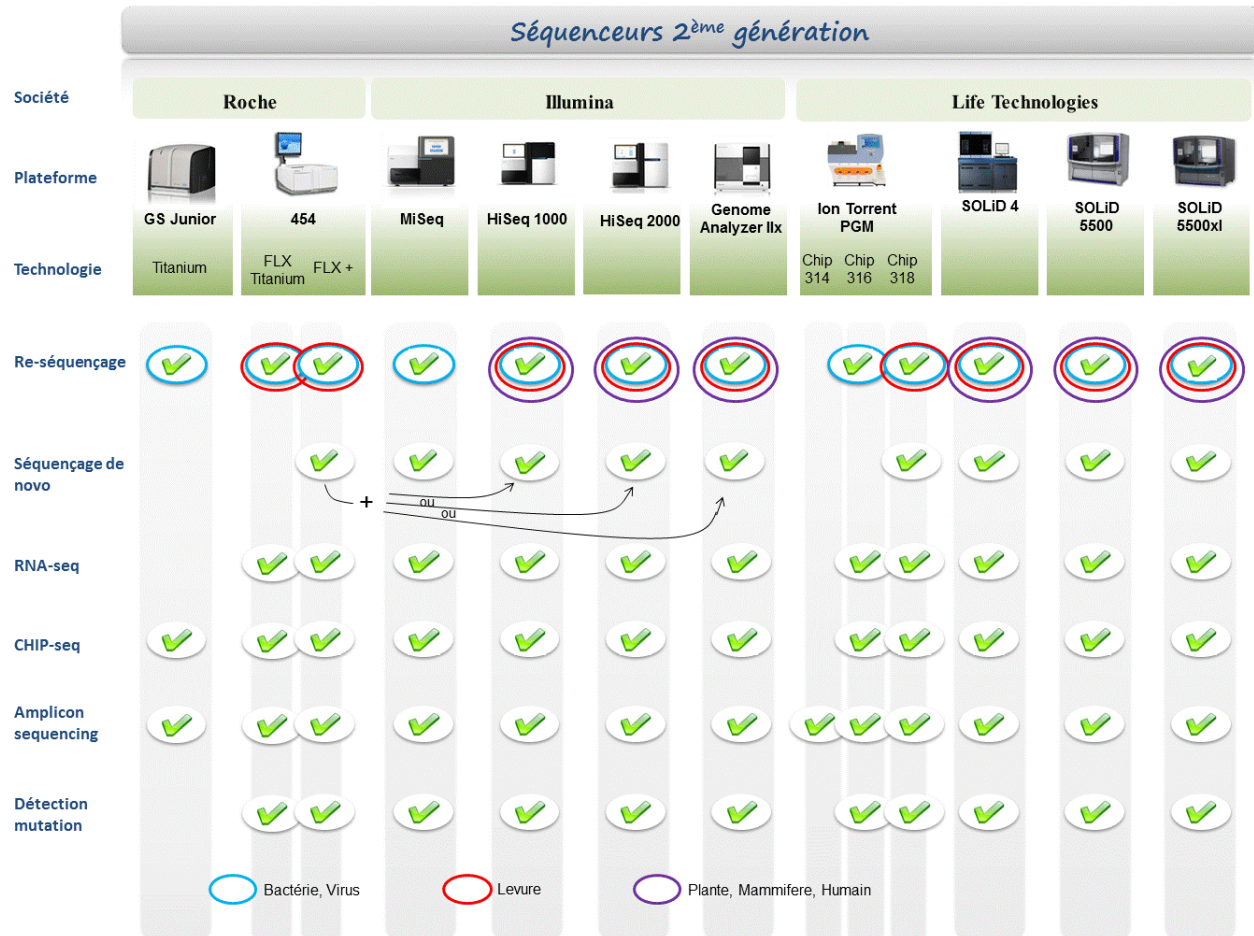 Séquenceurs 2ème génération
Société
Roche
Illumina
Life Technologies
Plateforme
GS Junior
454
MiSeq
HiSeq 1000
HiSeq 2000
Genome
Analyzer IIx
Ion Torrent
PGM
SOLiD 4
SOLiD
5500
SOLiD
5500xl
Technologie
Titanium
FLX
Titanium
FLX +
Chip
314
Chip
316
Chip
318
Re-séquençage
Séquençage de
novo
+
ou
ou
RNA-seq
CHIP-seq
Amplicon
sequencing
Détection
mutation
Bactérie, Virus
Levure
Plante, Mammifere, Humain